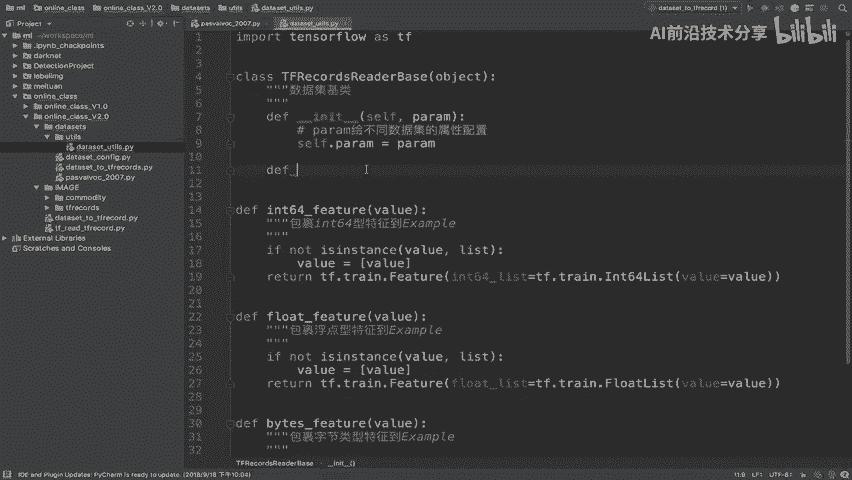 ml online_class online_class_V2.0 datasets utils dataset_utils.py
dataset_to_tfrecord (1)
AI前沿技术分享 bilibili
Project
pasvaivoc_2007.py
dataset_utils.py
ml ~/workspace/ml
.ipynb_checkpoints
darknet
DetectionProject
labelimg
meituan
online_class
online_class_V1.0
online_class_V2.0
datasets
utils
dataset_utils.py
dataset_config.py
dataset_to_tfrecords.py
pasvaivoc_2007.py
IMAGE
commodity
tfrecords
dataset_to_tfrecord.py
tf_read_tfrecord.py
External Libraries
Scratches and Consoles
1 import tensorflow as tf
2
3
4 class TFRecordsReaderBase(object):
5 """数据集基类
6 """
7 def __init__(self, param):
8 # param给不同数据集的属性配置
9 self.param = param
10
11 def
12
13
14 def int64_feature(value):
15 """包裹int64型特征到Example
16 """
17 if not isinstance(value, list):
18 value = [value]
19 return tf.train.Feature(int64_list=tf.train.Int64List(value=value))
20
21
22 def float_feature(value):
23 """包裹浮点型特征到Example
24 """
25 if not isinstance(value, list):
26 value = [value]
27 return tf.train.Feature(float_list=tf.train.FloatList(value=value))
28
29
30 def bytes_feature(value):
31 """包裹字节类型特征到Example
32 """
TFRecordsReaderBase __init__()
IDE and Plugin Updates: PyCharm is ready to update. (2018/9/18 下午10:04)
11:9 LF: UTF-8: